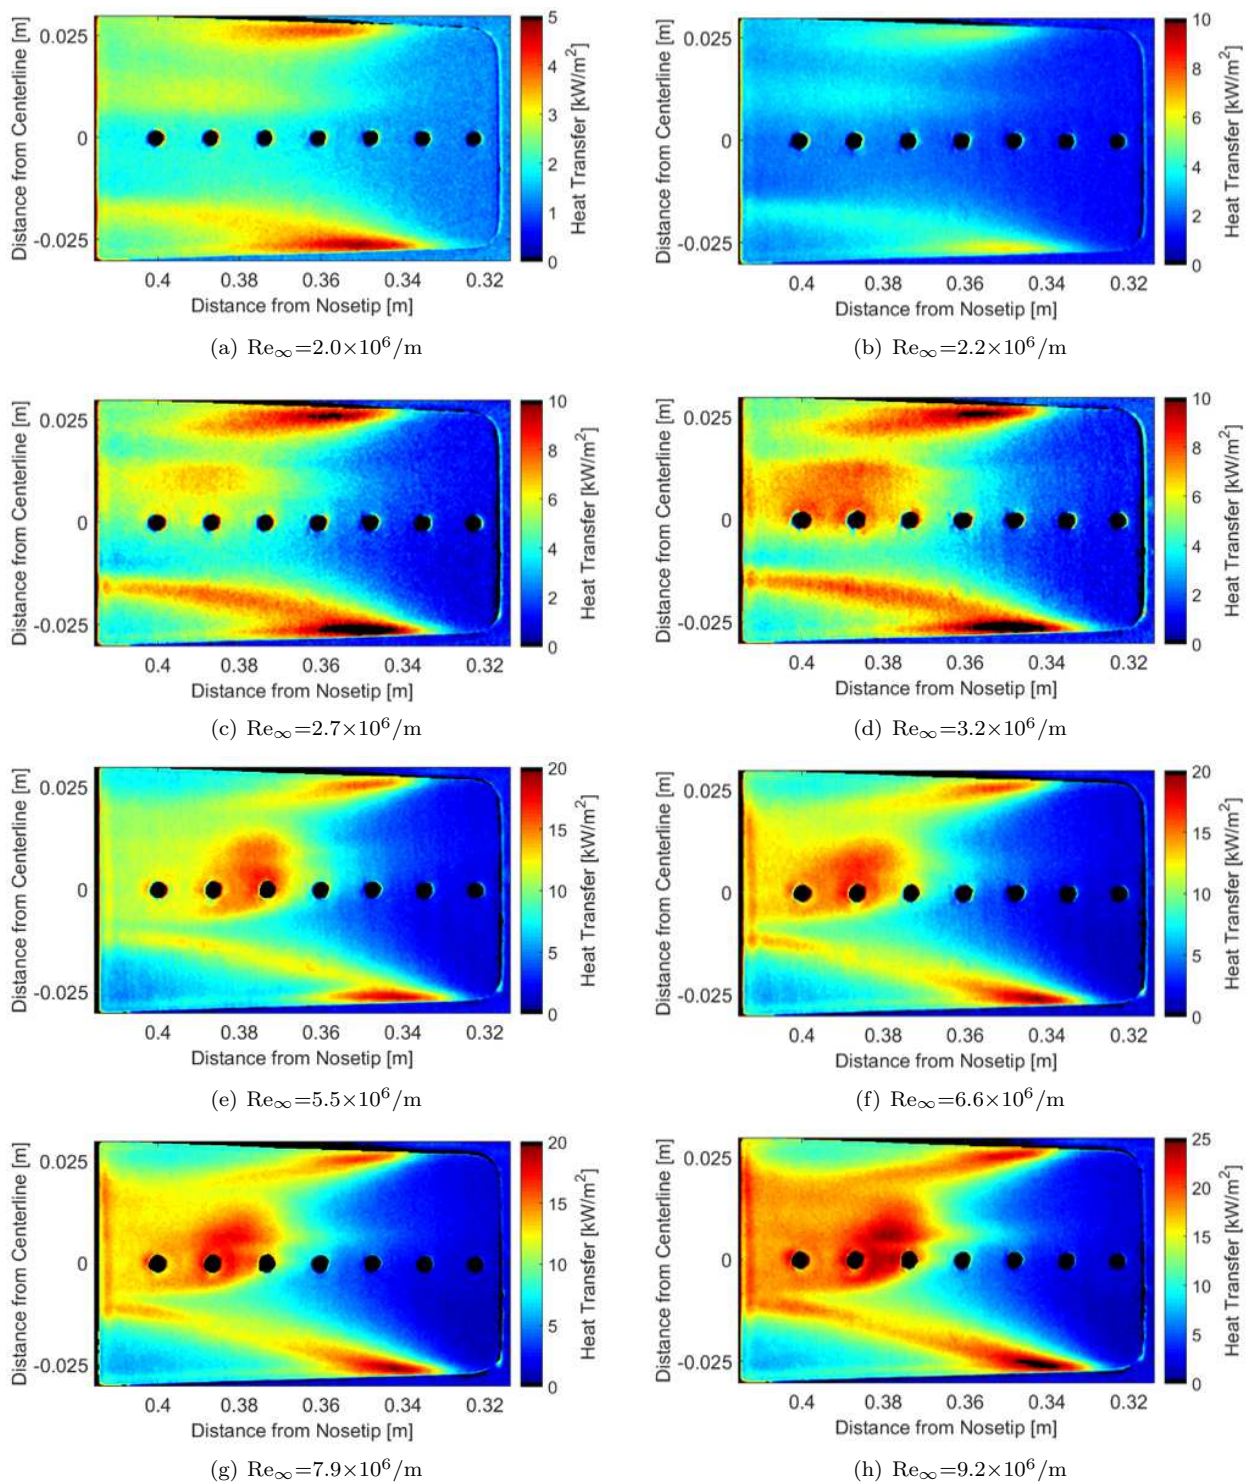 Distance from Centerline [m]
0.025
0
-0.025
0.4 0.38 0.36 0.34 0.32
Distance from Nosetip [m]
5
4
3
2
1
0
Heat Transfer [kW/m²]
(a) Re∞=2.0×10⁶/m
Distance from Centerline [m]
0.025
0
-0.025
0.4 0.38 0.36 0.34 0.32
Distance from Nosetip [m]
10
8
6
4
2
0
Heat Transfer [kW/m²]
(b) Re∞=2.2×10⁶/m
Distance from Centerline [m]
0.025
0
-0.025
0.4 0.38 0.36 0.34 0.32
Distance from Nosetip [m]
10
8
6
4
2
0
Heat Transfer [kW/m²]
(c) Re∞=2.7×10⁶/m
Distance from Centerline [m]
0.025
0
-0.025
0.4 0.38 0.36 0.34 0.32
Distance from Nosetip [m]
10
8
6
4
2
0
Heat Transfer [kW/m²]
(d) Re∞=3.2×10⁶/m
Distance from Centerline [m]
0.025
0
-0.025
0.4 0.38 0.36 0.34 0.32
Distance from Nosetip [m]
20
15
10
5
0
Heat Transfer [kW/m²]
(e) Re∞=5.5×10⁶/m
Distance from Centerline [m]
0.025
0
-0.025
0.4 0.38 0.36 0.34 0.32
Distance from Nosetip [m]
20
15
10
5
0
Heat Transfer [kW/m²]
(f) Re∞=6.6×10⁶/m
Distance from Centerline [m]
0.025
0
-0.025
0.4 0.38 0.36 0.34 0.32
Distance from Nosetip [m]
20
15
10
5
0
Heat Transfer [kW/m²]
(g) Re∞=7.9×10⁶/m
Distance from Centerline [m]
0.025
0
-0.025
0.4 0.38 0.36 0.34 0.32
Distance from Nosetip [m]
25
20
15
10
5
0
Heat Transfer [kW/m²]
(h) Re∞=9.2×10⁶/m